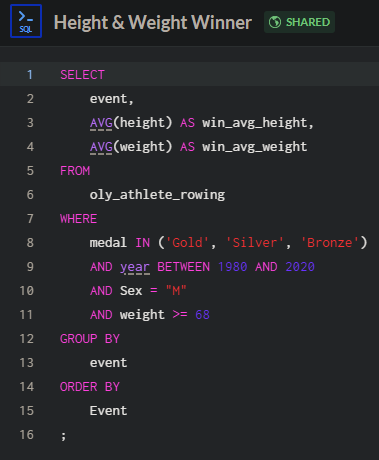 SQL Height & Weight Winner SHARED
1 SELECT
2 event,
3 AVG(height) AS win_avg_height,
4 AVG(weight) AS win_avg_weight
5 FROM
6 oly_athlete_rowing
7 WHERE
8 medal IN ('Gold', 'Silver', 'Bronze')
9 AND year BETWEEN 1980 AND 2020
10 AND Sex = "M"
11 AND weight >= 68
12 GROUP BY
13 event
14 ORDER BY
15 Event
16 ;